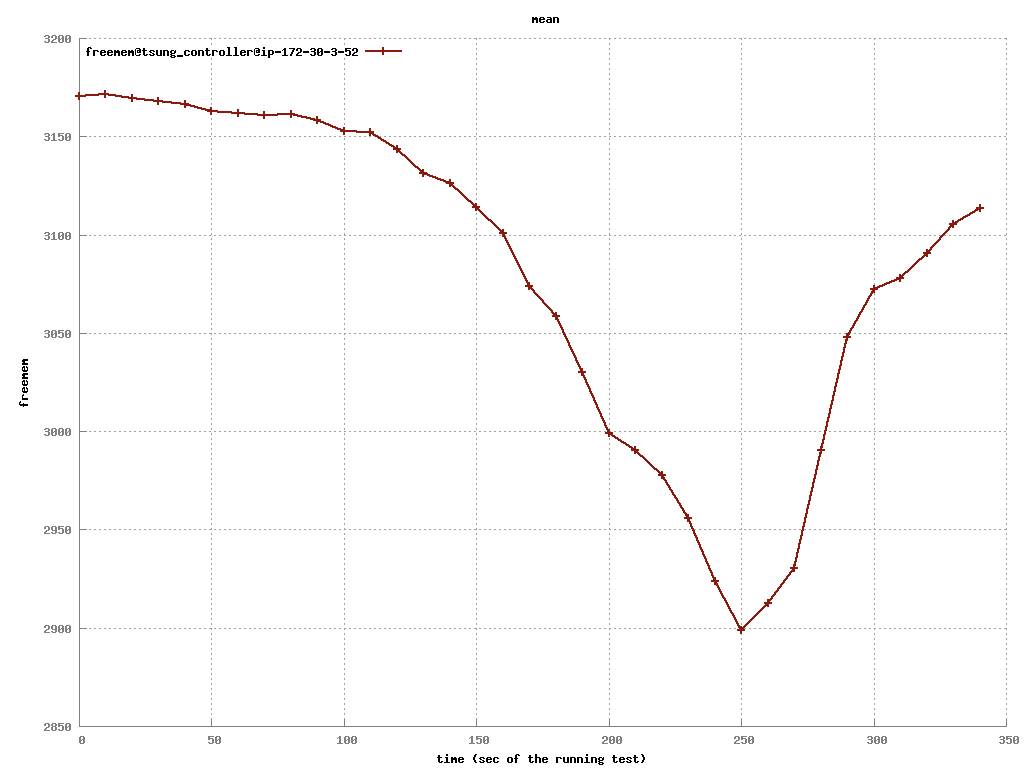 mean
freemem@tsung_controller@ip-172-30-3-52
3200
3150
3100
3050
3000
2950
2900
2850
freemem
0 50 100 150 200 250 300 350
time (sec of the running test)